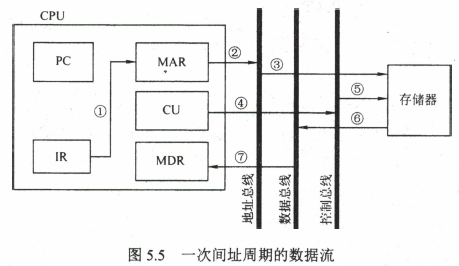 CPU
PC
MAR
②
③
CU
④
⑤
存储器
①
⑥
IR
MDR
⑦
地址总线
数据总线
控制总线
图 5.5 一次间址周期的数据流